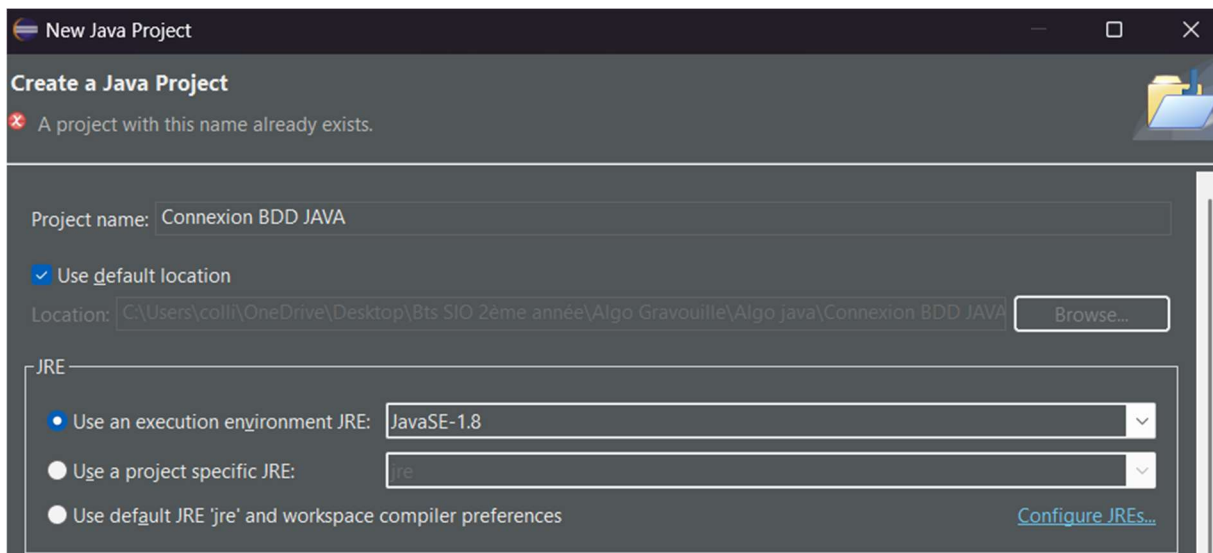 New Java Project
Create a Java Project
A project with this name already exists.
Project name: Connexion BDD JAVA
Use default location
Location: C:\Users\colli\OneDrive\Desktop\Bts SIO 2ème année\Algo Gravouille\Algo java\Connexion BDD JAVA Browse...
JRE
Use an execution environment JRE: JavaSE-1.8
Use a project specific JRE: jre
Use default JRE 'jre' and workspace compiler preferences Configure JREs...